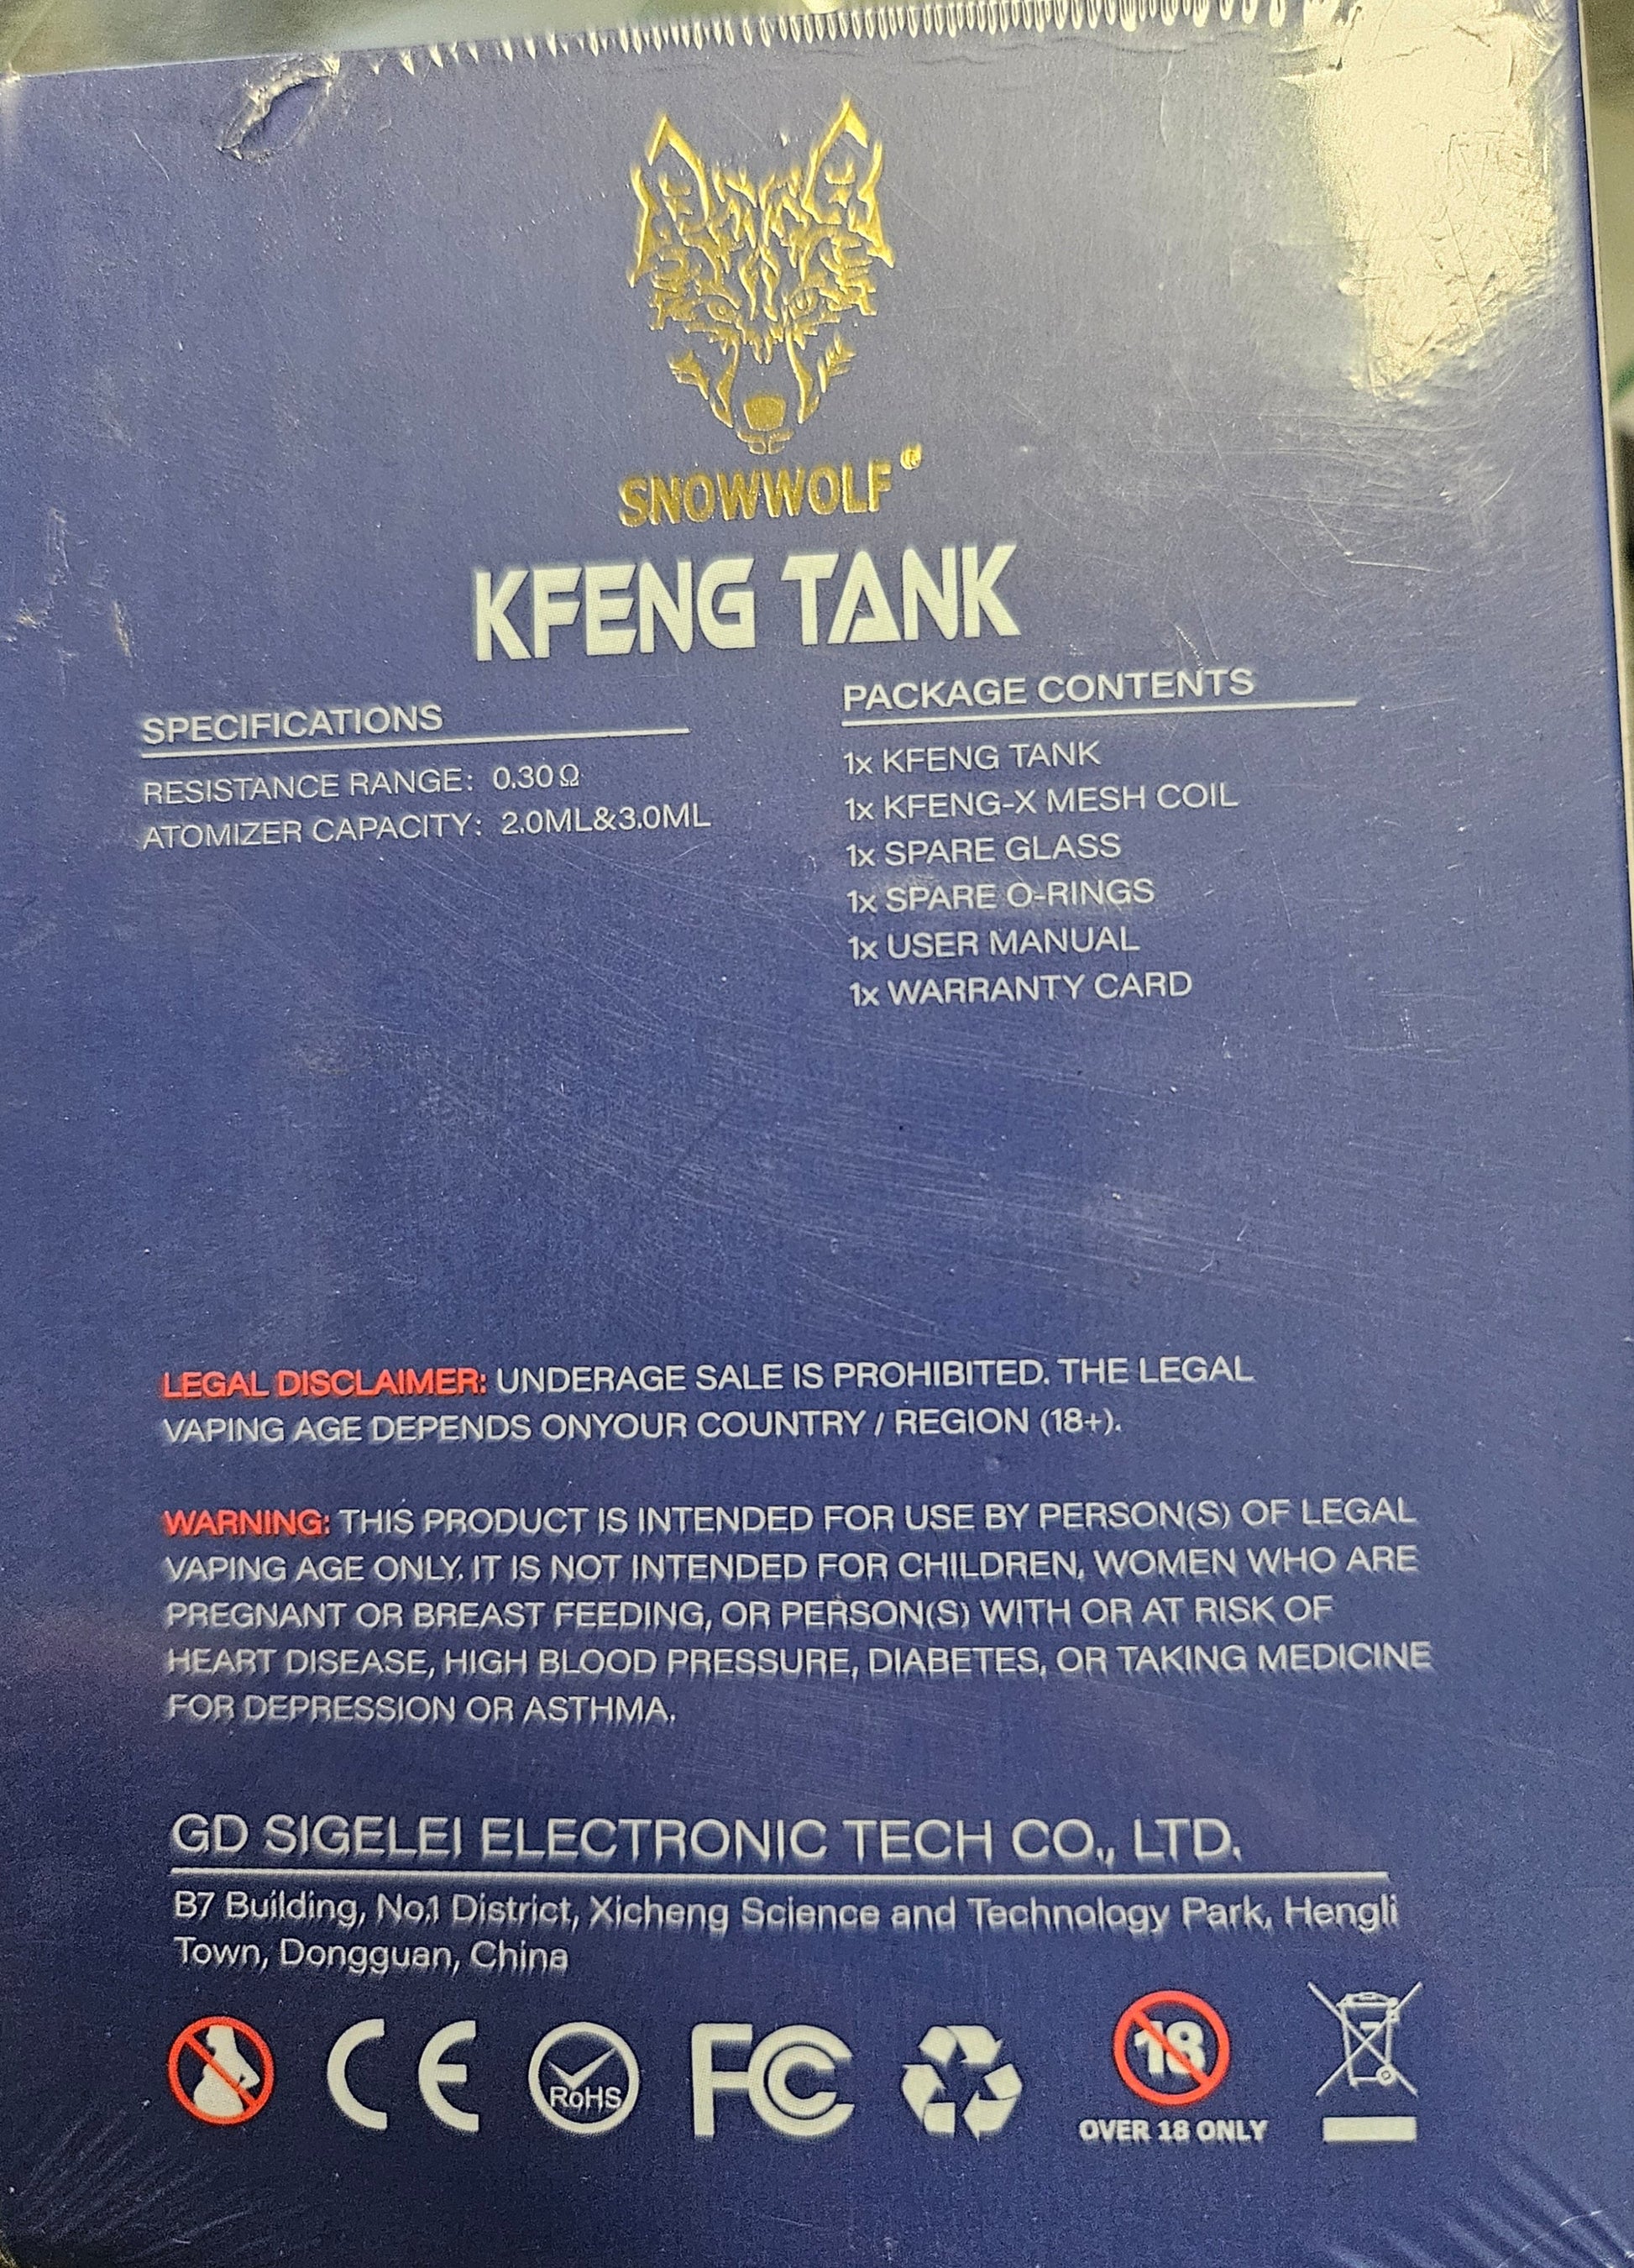 SNOWWOLF®
KFENG TANK
SPECIFICATIONS
RESISTANCE RANGE: 0.30Ω
ATOMIZER CAPACITY: 2.0ML&3.0ML
PACKAGE CONTENTS
1x KFENG TANK
1x KFENG-X MESH COIL
1x SPARE GLASS
1x SPARE O-RINGS
1x USER MANUAL
1x WARRANTY CARD
LEGAL DISCLAIMER: UNDERAGE SALE IS PROHIBITED. THE LEGAL
VAPING AGE DEPENDS ONYOUR COUNTRY / REGION (18+).
WARNING: THIS PRODUCT IS INTENDED FOR USE BY PERSON(S) OF LEGAL
VAPING AGE ONLY. IT IS NOT INTENDED FOR CHILDREN, WOMEN WHO ARE
PREGNANT OR BREAST FEEDING, OR PERSON(S) WITH OR AT RISK OF
HEART DISEASE, HIGH BLOOD PRESSURE, DIABETES, OR TAKING MEDICINE
FOR DEPRESSION OR ASTHMA.
GD SIGELEI ELECTRONIC TECH CO., LTD.
B7 Building, No.1 District, Xicheng Science and Technology Park, Hengli
Town, Dongguan, China
CE RoHS FC 18
OVER 18 ONLY